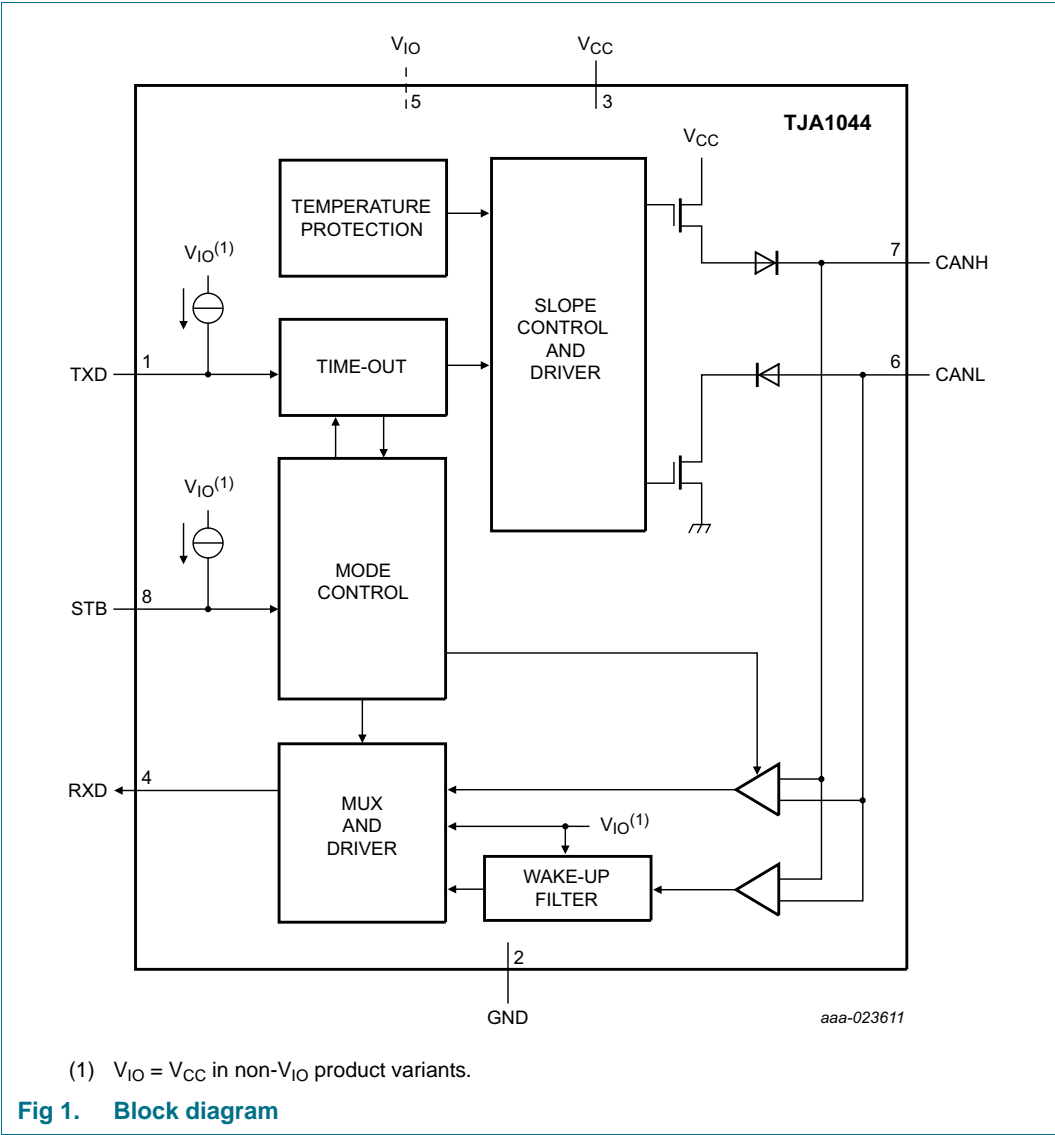 VIO
VCC
5
3
TJA1044
VCC
TEMPERATURE
PROTECTION
VIO(1)
7
CANH
SLOPE
CONTROL
AND
DRIVER
1
TXD
TIME-OUT
6
CANL
VIO(1)
MODE
CONTROL
8
STB
4
RXD
MUX
AND
DRIVER
VIO(1)
WAKE-UP
FILTER
2
GND
aaa-023611
(1) VIO = VCC in non-VIO product variants.
Fig 1. Block diagram